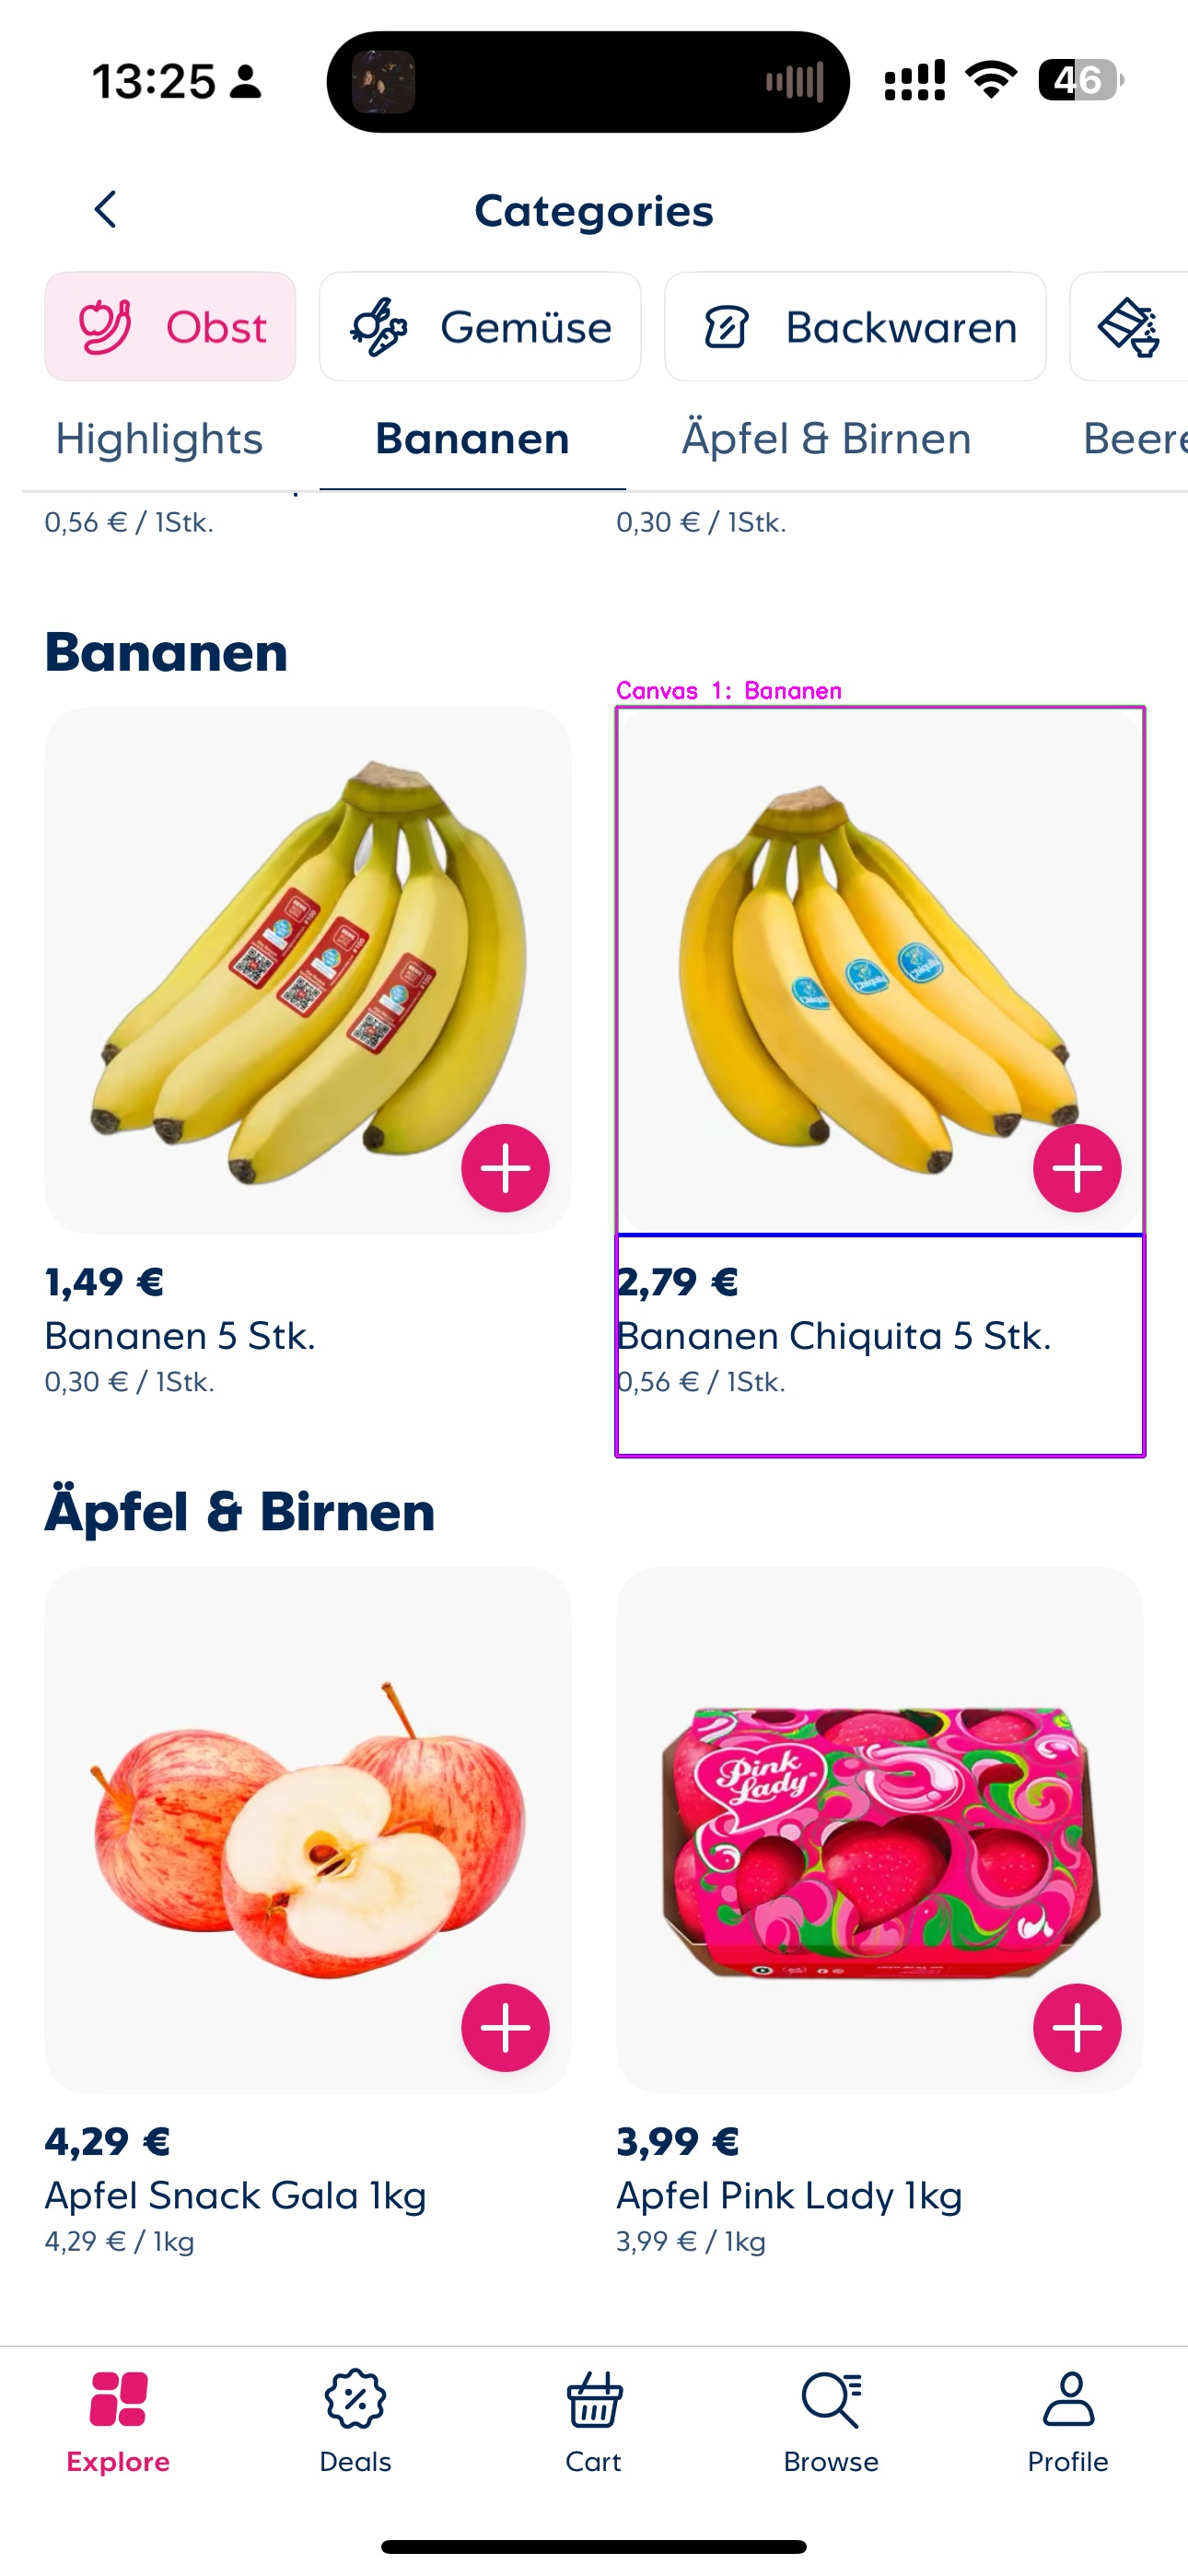 13:25
46
Categories
Obst
Gemüse
Backwaren
Highlights
Bananen
Äpfel & Birnen
Beere
0,56 € / 1Stk.
0,30 € / 1Stk.
Bananen
Canvas 1: Bananen
Chiquita
1,49 €
2,79 €
Bananen 5 Stk.
Bananen Chiquita 5 Stk.
0,30 € / 1Stk.
0,56 € / 1Stk.
Äpfel & Birnen
Pink
Lady
4,29 €
3,99 €
Apfel Snack Gala 1kg
Apfel Pink Lady 1kg
4,29 € / 1kg
3,99 € / 1kg
Explore
Deals
Cart
Browse
Profile